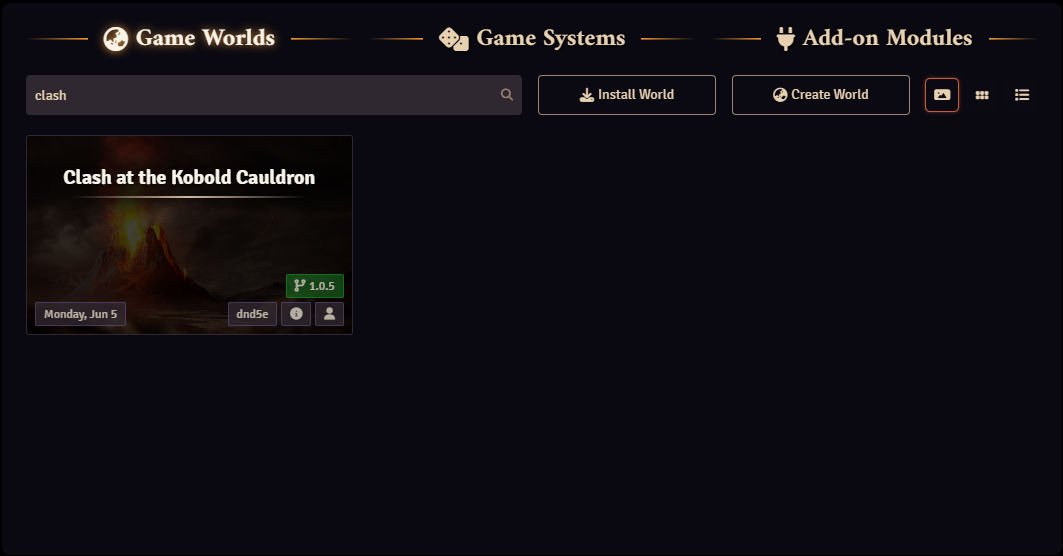 Game Worlds Game Systems Add-on Modules
clash Install World Create World
Clash at the Kobold Cauldron
1.0.5
Monday, Jun 5 dnd5e